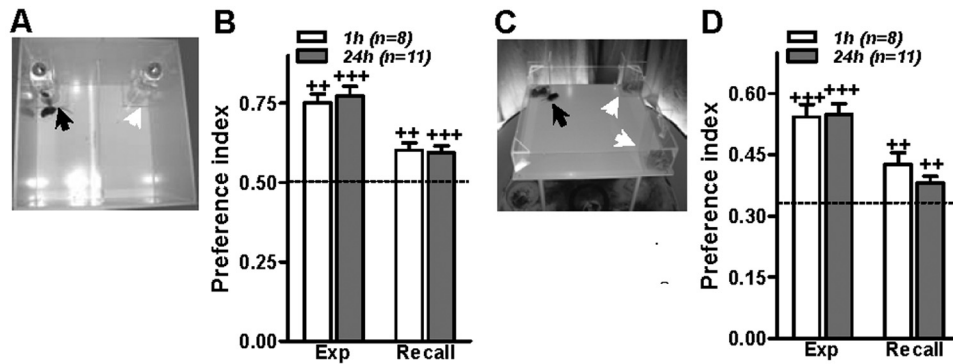 A
B
1h (n=8)
24h (n=11)
Preference index
0.75
0.50
0.25
0.00
++
+++
++
+++
Exp
Recall
C
D
1h (n=8)
24h (n=11)
Preference index
0.60
0.45
0.30
0.15
0.00
+++
+++
++
++
Exp
Recall